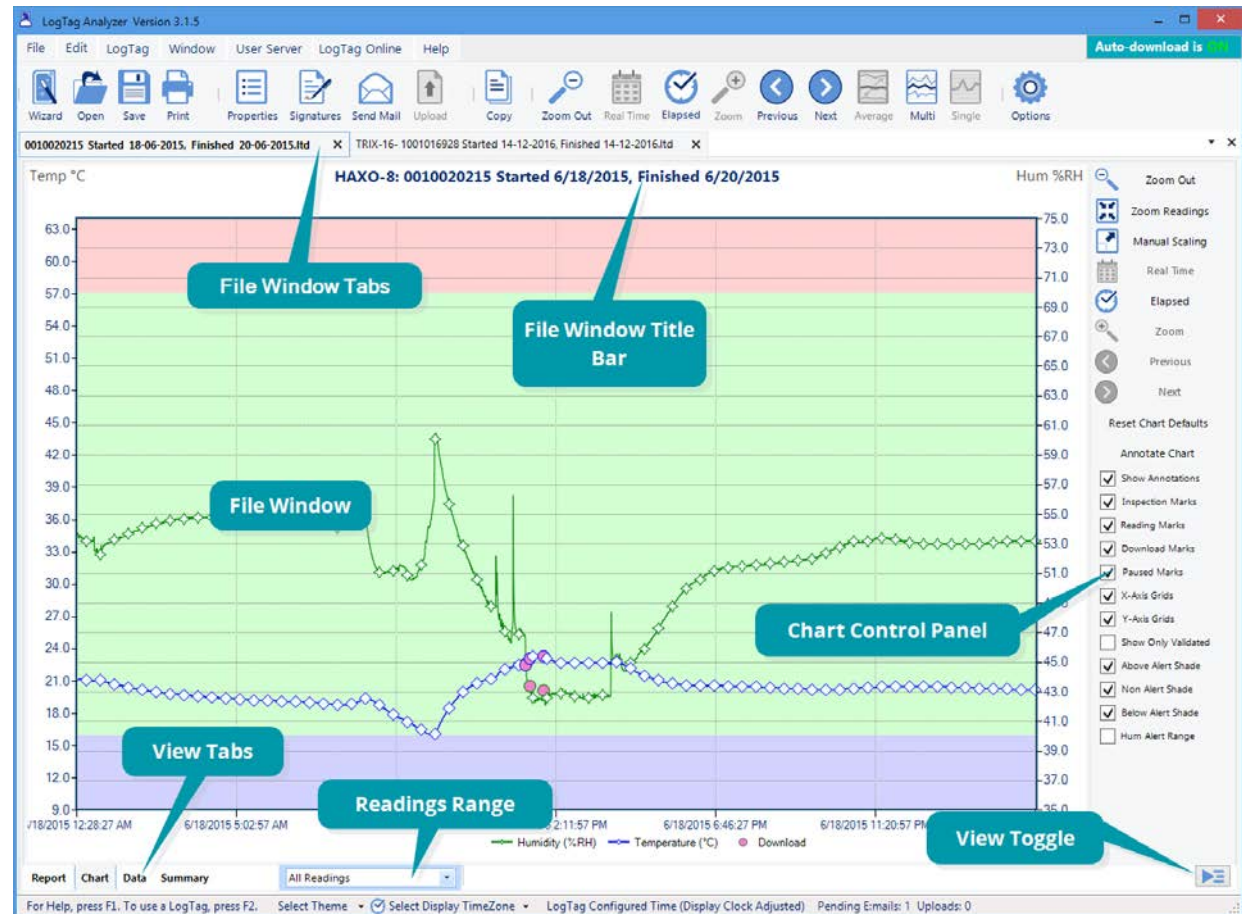 LogTag Analyzer Version 3.1.5
File Edit LogTag Window User Server LogTag Online Help
Auto-download is ON
Wizard Open Save Print Properties Signatures Send Mail Upload Copy Zoom Out Real Time Elapsed Zoom Previous Next Average Multi Single Options
0010020215 Started 18-06-2015, Finished 20-06-2015.ltd X TRIX-16- 1001016928 Started 14-12-2016, Finished 14-12-2016.ltd X
Temp °C
HAXO-8: 0010020215 Started 6/18/2015, Finished 6/20/2015
Hum %RH
63.0
60.0
57.0
54.0
51.0
48.0
45.0
42.0
39.0
36.0
33.0
30.0
27.0
24.0
21.0
18.0
15.0
12.0
9.0
File Window Tabs
File Window Title
Bar
File Window
Chart Control Panel
View Tabs
Readings Range
View Toggle
75.0
73.0
71.0
69.0
67.0
65.0
63.0
61.0
59.0
57.0
55.0
53.0
51.0
47.0
45.0
43.0
41.0
39.0
37.0
35.0
Zoom Out
Zoom Readings
Manual Scaling
Real Time
Elapsed
Zoom
Previous
Next
Reset Chart Defaults
Annotate Chart
Show Annotations
Inspection Marks
Reading Marks
Download Marks
Paused Marks
X-Axis Grids
Y-Axis Grids
Show Only Validated
Above Alert Shade
Non Alert Shade
Below Alert Shade
Hum Alert Range
/18/2015 12:28:27 AM 6/18/2015 5:02:57 AM 2:11:57 PM 6/18/2015 6:46:27 PM 6/18/2015 11:20:57 PM
Humidity (%RH) Temperature (°C) Download
Report Chart Data Summary All Readings
For Help, press F1. To use a LogTag, press F2. Select Theme Select Display TimeZone LogTag Configured Time (Display Clock Adjusted) Pending E:mails: 1 Uploads: 0